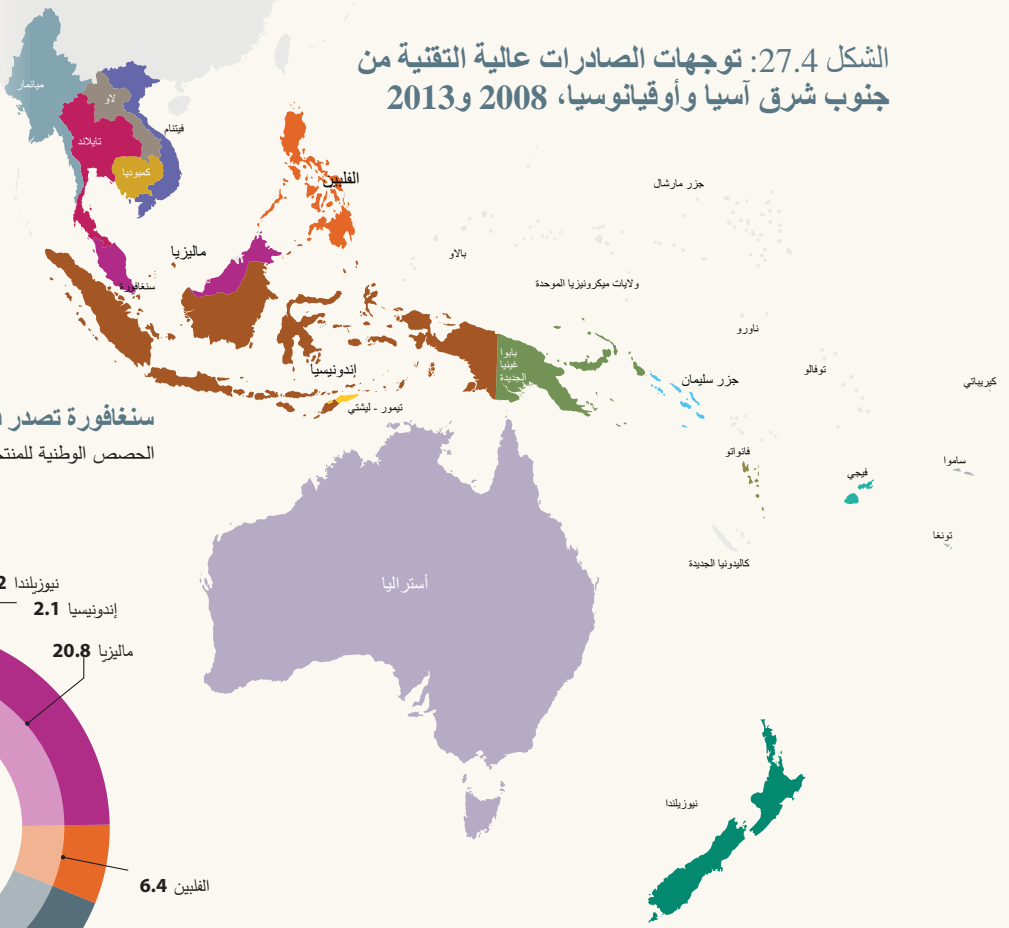 الشكل 27.4: توجهات الصادرات عالية التقنية من
جنوب شرق آسيا وأوقيانوسيا، 2008 و2013
ميانمار
لاو
فيتنام
تايلاند
كمبوديا
الفلبين
جزر مارشال
ماليزيا
بالاو
سنغافورة
ولايات ميكرونيزيا الموحدة
ناورو
بابوا
غينيا
الجديدة
إندونيسيا
جزر سليمان
توفالو
كيريباتي
تيمور - ليشتي
سنغافورة تصدر
الحصص الوطنية
فانواتو
فيجي
ساموا
تونغا
كاليدونيا الجديدة
أستراليا
نيوزيلندا
إندونيسيا 2.1
ماليزيا 20.8
نيوزيلندا
الفلبين 6.4